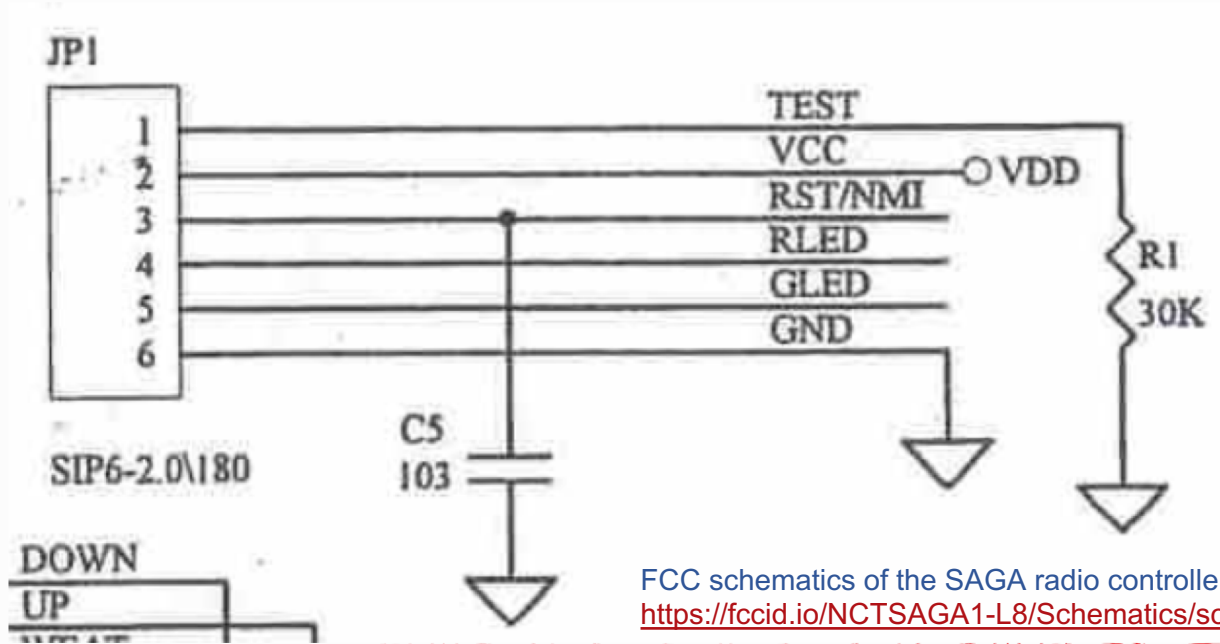 JP1
1 TEST
2 VCC VDD
3 RST/NMI
4 RLED
5 GLED
6 GND
R1
30K
C5
103
SIP6-2.0\180
DOWN
UP
FCC schematics of the SAGA radio controlle
https://fccid.io/NCTSAGA1-L8/Schematics/sc